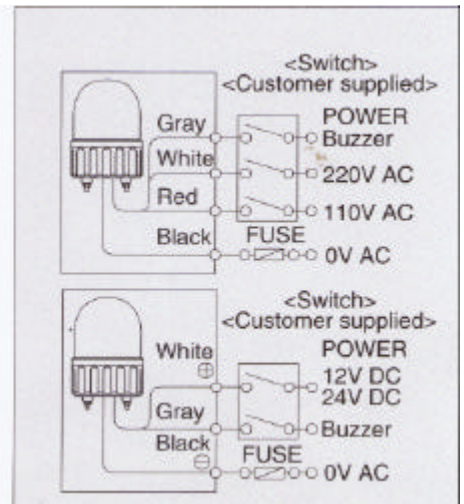 <Switch>
<Customer supplied>
POWER
Gray Buzzer
White 220V AC
Red 110V AC
Black FUSE 0V AC
<Switch>
<Customer supplied>
POWER
White ⊕ 12V DC
24V DC
Gray Buzzer
Black ⊖ FUSE 0V AC